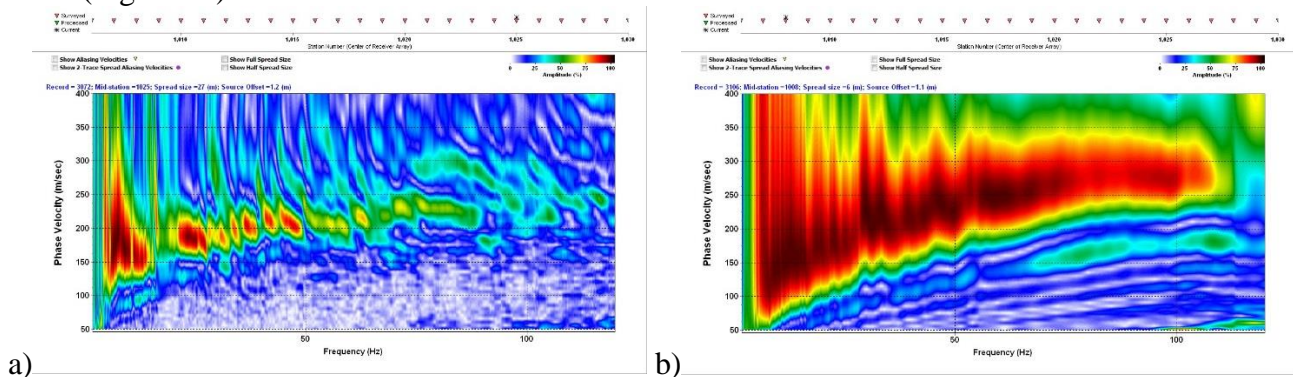 Surveyed
Processed
Current
1,010
1,015
1,020
1,025
1,030
Station Number (Center of Receiver Array)
Show Aliasing Velocities
Show Full Spread Size
Show 2-Trace Spread Aliasing Velocities
Show Half Spread Size
0 25 50 75 100
Amplitude (%)
Record = 3072; Mid-station =1025; Spread size =27 (m); Source Offset =1.2 (m)
Phase Velocity (m/sec)
400
350
300
250
200
150
100
50
50
100
Frequency (Hz)
a)
Surveyed
Processed
Current
1,010
1,015
1,020
1,025
1,030
Station Number (Center of Receiver Array)
Show Aliasing Velocities
Show Full Spread Size
Show 2-Trace Spread Aliasing Velocities
Show Half Spread Size
0 25 50 75 100
Amplitude (%)
Record = 3106; Mid-station =1008; Spread size =6 (m); Source Offset =1.1 (m)
Phase Velocity (m/sec)
400
350
300
250
200
150
100
50
50
100
Frequency (Hz)
b)